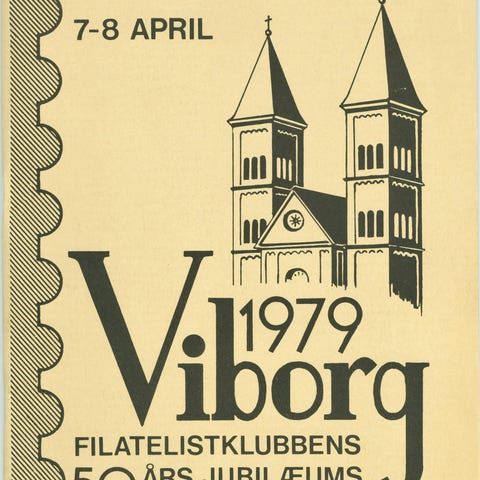 7-8 APRIL
1979
Viborg
FILATELISTKLUBBENS
50 ÅRS JUBILÆUMS